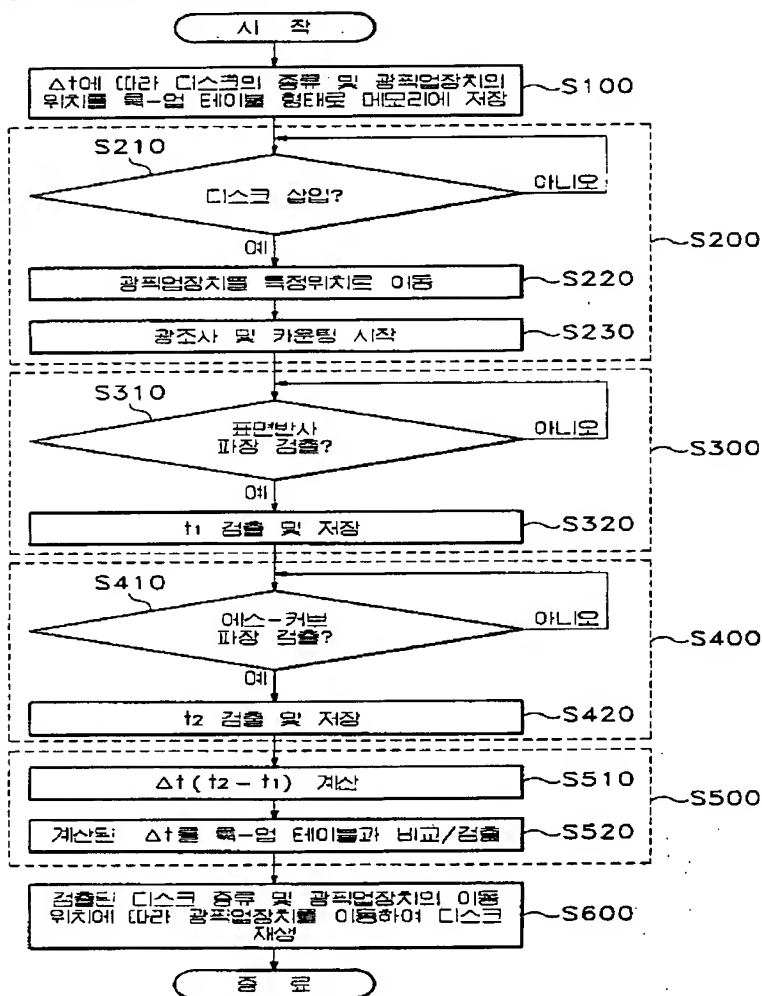 시 작
Δt에 따라 디스크의 종류 및 광픽업장치의
위치를 룩-업 테이블 형태로 메모리에 저장
S100
S210
디스크 삽입?
아니오
예
S200
광픽업장치를 특정위치로 이동
S220
광조사 및 카운팅 시작
S230
S310
표면반사
파장 검출?
아니오
예
S300
t1 검출 및 저장
S320
S410
에스-커브
파장 검출?
아니오
예
S400
t2 검출 및 저장
S420
Δt(t2-t1) 계산
S510
S500
계산된 Δt를 룩-업 테이블과 비교/검출
S520
검출된 디스크 종류 및 광픽업장치의 이동
위치에 따라 광픽업장치를 이동하여 디스크
재생
S600
종 료